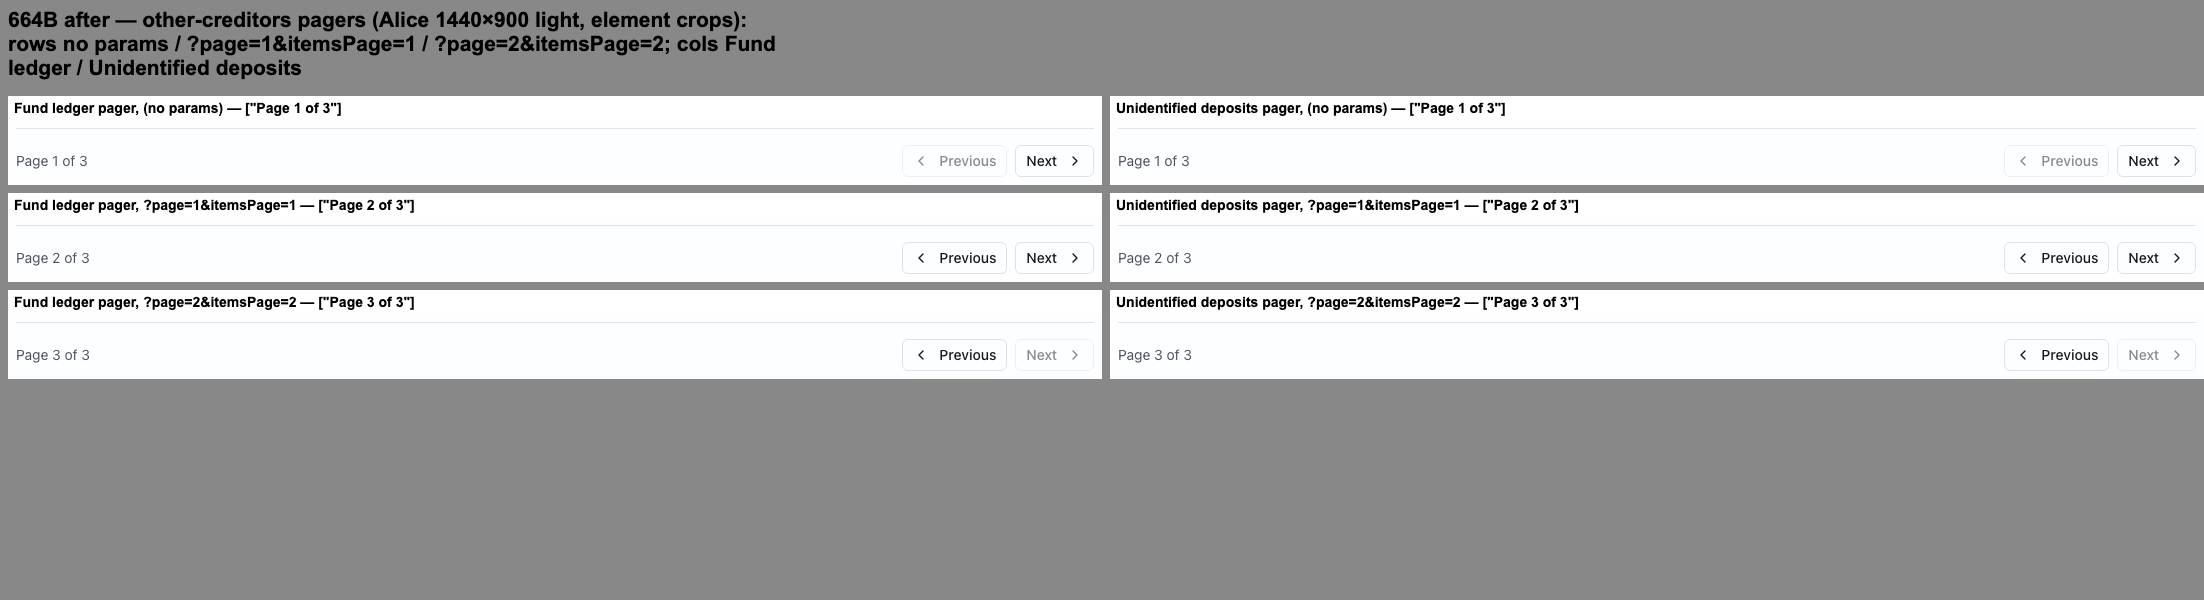 664B after — other-creditors pagers (Alice 1440×900 light, element crops):
rows no params / ?page=1&itemsPage=1 / ?page=2&itemsPage=2; cols Fund
ledger / Unidentified deposits
Fund ledger pager, (no params) — ["Page 1 of 3"]
Page 1 of 3
Previous
Next
Unidentified deposits pager, (no params) — ["Page 1 of 3"]
Page 1 of 3
Previous
Next
Fund ledger pager, ?page=1&itemsPage=1 — ["Page 2 of 3"]
Page 2 of 3
Previous
Next
Unidentified deposits pager, ?page=1&itemsPage=1 — ["Page 2 of 3"]
Page 2 of 3
Previous
Next
Fund ledger pager, ?page=2&itemsPage=2 — ["Page 3 of 3"]
Page 3 of 3
Previous
Next
Unidentified deposits pager, ?page=2&itemsPage=2 — ["Page 3 of 3"]
Page 3 of 3
Previous
Next